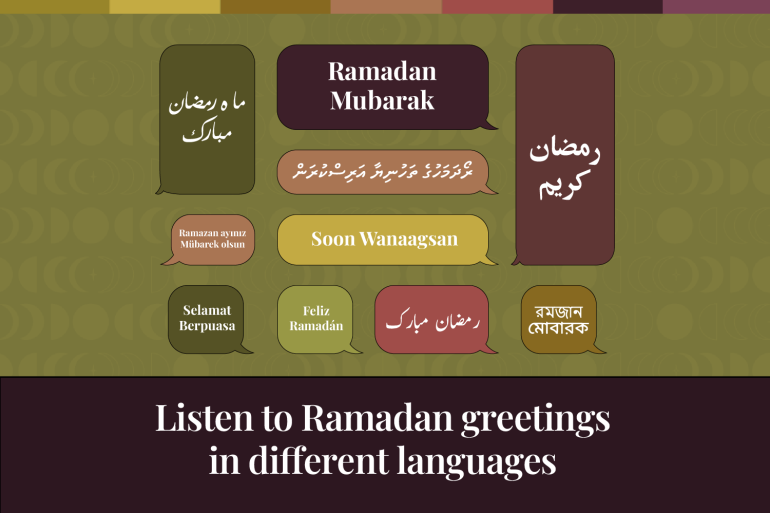 ما ه رمضان
مبارک
Ramadan
Mubarak
رمضان
كريم
ރޯދަމަހުގެ ތަހުނިޔާ އަރިސްކުރަން
Ramazan ayınız
Mübarek olsun
Soon Wanaagsan
Selamat
Berpuasa
Feliz
Ramadán
رمضان مبارک
রমজান
মোবারক
Listen to Ramadan greetings
in different languages